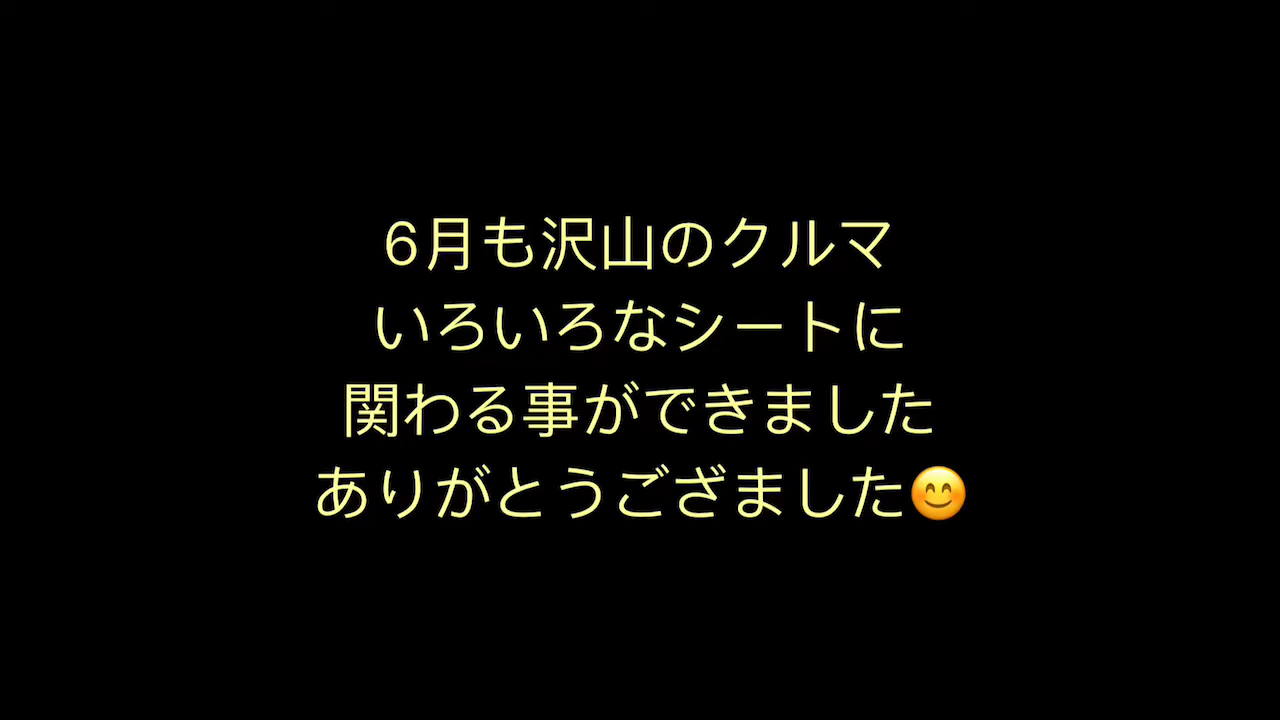 6月も沢山のクルマ
いろいろなシートに
関わる事ができました
ありがとうござました😊